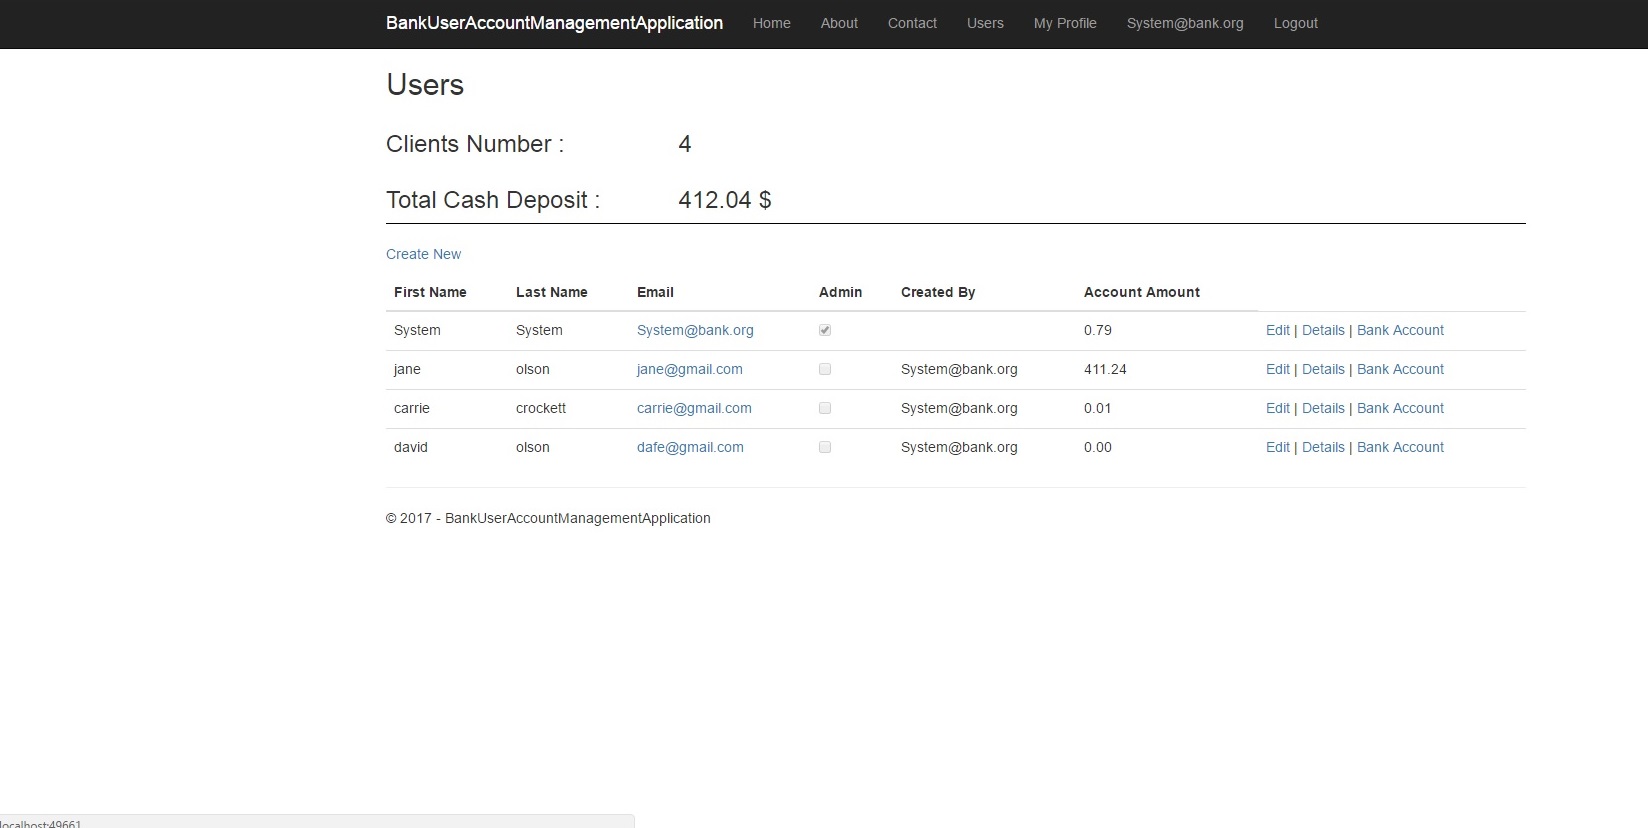 BankUserAccountManagementApplication Home About Contact Users My Profile System@bank.org Logout
Users
Clients Number : 4
Total Cash Deposit : 412.04 $
Create New
First Name Last Name Email Admin Created By Account Amount
System System System@bank.org 0.79 Edit | Details | Bank Account
jane olson jane@gmail.com System@bank.org 411.24 Edit | Details | Bank Account
carrie crockett carrie@gmail.com System@bank.org 0.01 Edit | Details | Bank Account
david olson dafe@gmail.com System@bank.org 0.00 Edit | Details | Bank Account
© 2017 - BankUserAccountManagementApplication
localhost:49661